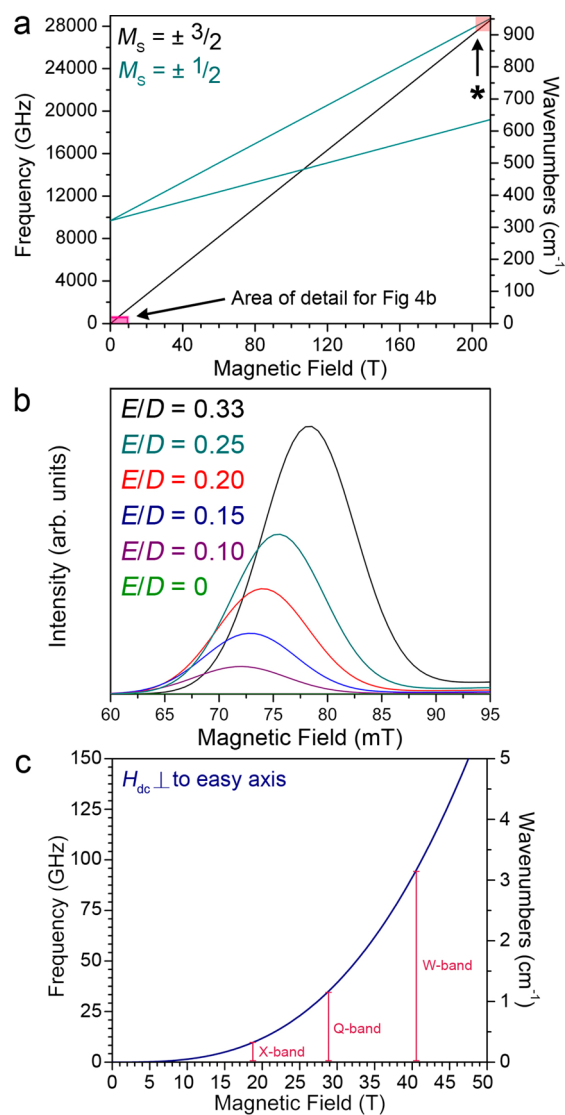 a
M_S = ± 3/2
M_S = ± 1/2
Frequency (GHz)
28000
24000
20000
16000
12000
8000
4000
0
Wavenumbers (cm⁻¹)
900
800
700
600
500
400
300
200
100
0
*
Area of detail for Fig 4b
0 40 80 120 160 200
Magnetic Field (T)
b
E/D = 0.33
E/D = 0.25
E/D = 0.20
E/D = 0.15
E/D = 0.10
E/D = 0
Intensity (arb. units)
60 65 70 75 80 85 90 95
Magnetic Field (mT)
c
H_dc ⊥ to easy axis
Frequency (GHz)
150
125
100
75
50
25
0
Wavenumbers (cm⁻¹)
5
4
3
2
1
0
W-band
Q-band
X-band
0 5 10 15 20 25 30 35 40 45 50
Magnetic Field (T)